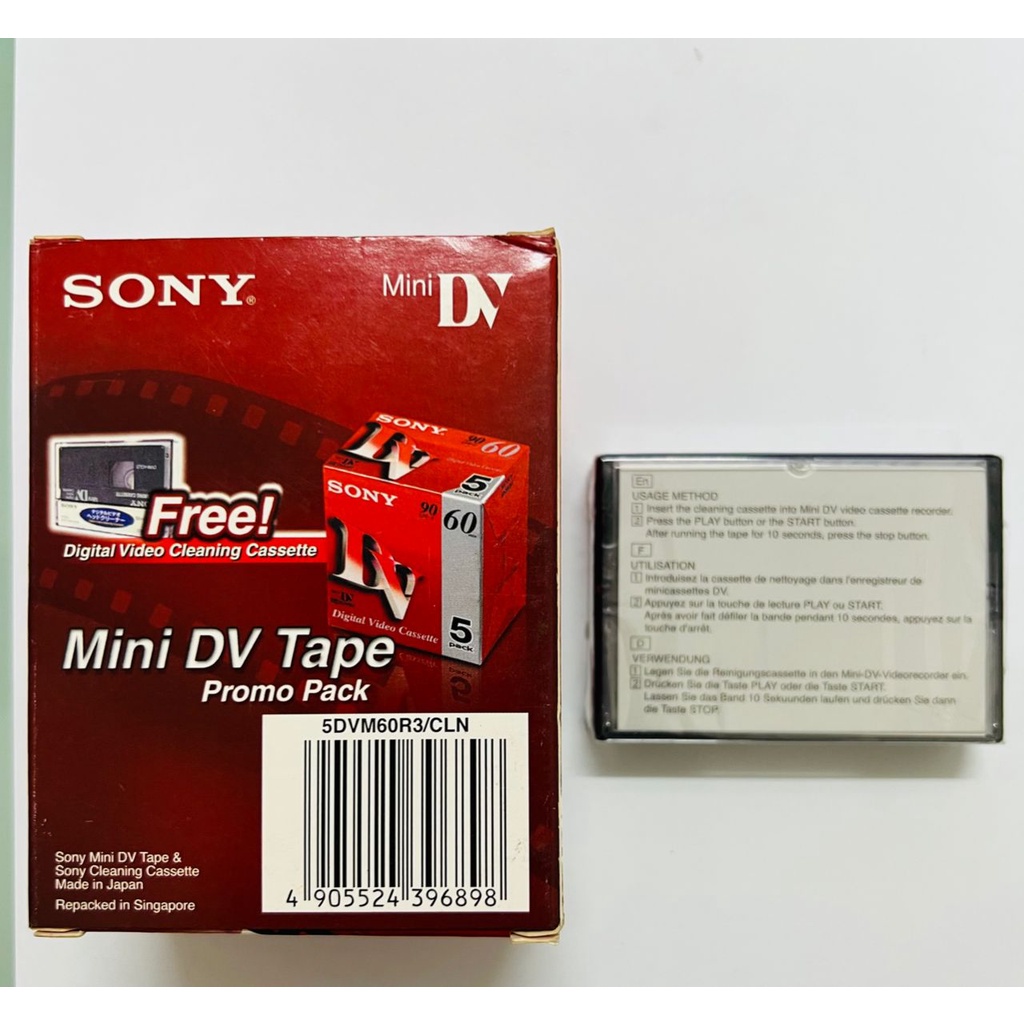 SONY®
Mini DV
SONY
90 60
DV
Digital Video Cassette
5 pack
SONY
90 60
DV
Digital Video Cassette
5 pack
Free!
Digital Video Cleaning Cassette
Mini DV Tape
Promo Pack
5DVM60R3/CLN
4 905524 396898
Sony Mini DV Tape &
Sony Cleaning Cassette
Made in Japan
Repacked in Singapore
En
USAGE METHOD
1 Insert the cleaning cassette into Mini DV video cassette recorder.
2 Press the PLAY button or the START button.
After running the tape for 10 seconds, press the stop button.
F
UTILISATION
1 Introduisez la cassette de nettoyage dans l'enregistreur de
minicassettes DV.
2 Appuyez sur la touche de lecture PLAY ou START.
Après avoir fait défiler la bande pendant 10 secondes, appuyez sur la
touche d'arrêt.
D
VERWENDUNG
1 Legen Sie die Reinigungscassette in den Mini-DV-Videorecorder ein.
2 Drücken Sie die Taste PLAY oder die Taste START.
Lassen Sie das Band 10 Sekuunden laufen und drücken Sie dann
die Taste STOP.